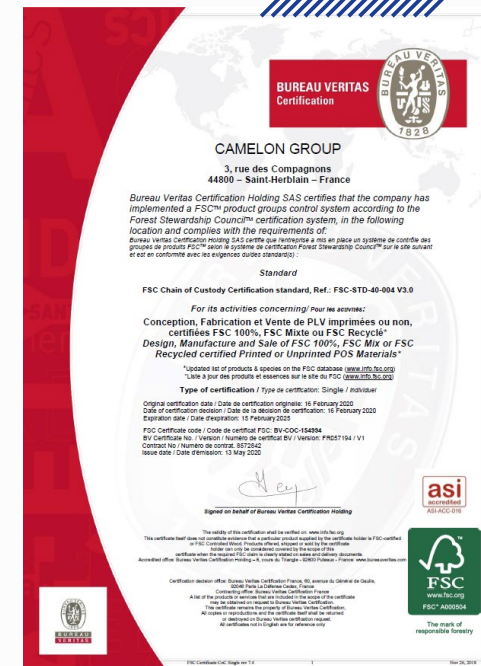 BUREAU VERITAS
Certification
BUREAU VERITAS
1828
CAMELON GROUP
3, rue des Compagnons
44800 – Saint-Herblain – France
Bureau Veritas Certification Holding SAS certifies that the company has
implemented a FSC™ product groups control system according to the
Forest Stewardship Council™ certification system, in the following
location and complies with the requirements of:
Bureau Veritas Certification Holding SAS certifie que l'entreprise a mis en place un système de contrôle des
groupes de produits FSC™ selon le système de certification Forest Stewardship Council™ sur le site suivant
et est en conformité avec les exigences du/des standard(s) :
Standard
FSC Chain of Custody Certification standard, Ref.: FSC-STD-40-004 V3.0
For its activities concerning/ Pour les activités:
Conception, Fabrication et Vente de PLV imprimées ou non,
certifiées FSC 100%, FSC Mixte ou FSC Recyclé*
Design, Manufacture and Sale of FSC 100%, FSC Mix or FSC
Recycled certified Printed or Unprinted POS Materials*
*Updated list of products & species on the FSC database (www.info.fsc.org)
*Liste à jour des produits et essences sur le site du FSC (www.info.fsc.org)
Type of certification / Type de certification: Single / Individuel
Original certification date / Date de certification originelle: 16 February 2020
Date of certification decision / Date de la décision de certification: 16 February 2020
Expiration date / Date d'expiration: 15 February 2025
FSC Certificate code / Code de certificat FSC: BV-COC-154994
BV Certificate No. / Version / Numéro de certificat BV / Version: FR057194 / V1
Contract No / Numéro de contrat: 8572842
Issue date / Date d'émission: 13 May 2020
Signed on behalf of Bureau Veritas Certification Holding
The validity of this certification shall be verified on: www.info.fsc.org
This certificate itself does not constitute evidence that a particular product supplied by the certificate holder is FSC-certified
or FSC Controlled Wood. Products offered, shipped or sold by the certificate
holder can only be considered covered by the scope of this
certificate when the required FSC claim is clearly stated on sales and delivery documents.
Accredited office: Bureau Veritas Certification Holding – 8, cours du Triangle - 92800 Puteaux - France: www.bureauveritas.com
Certification decision office: Bureau Veritas Certification France, 60, avenue du Général de Gaulle,
92046 Paris La Défense Cedex, France
Contracting office: Bureau Veritas Certification France
A list of the products or services that are included in the scope of the certificate
may be obtained on request to Bureau Veritas Certification.
This certificate remains the property of Bureau Veritas Certification.
All copies or reproductions and the certificate itself shall be returned
or destroyed on Bureau Veritas certification request.
All certificates not in English are for reference only
asi
accredited
ASI-ACC-016
FSC
www.fsc.org
FSC® A000504
The mark of
responsible forestry
BUREAU
VERITAS
FSC Certificate CoC Single rev 7.4
1
Nov 26, 2018